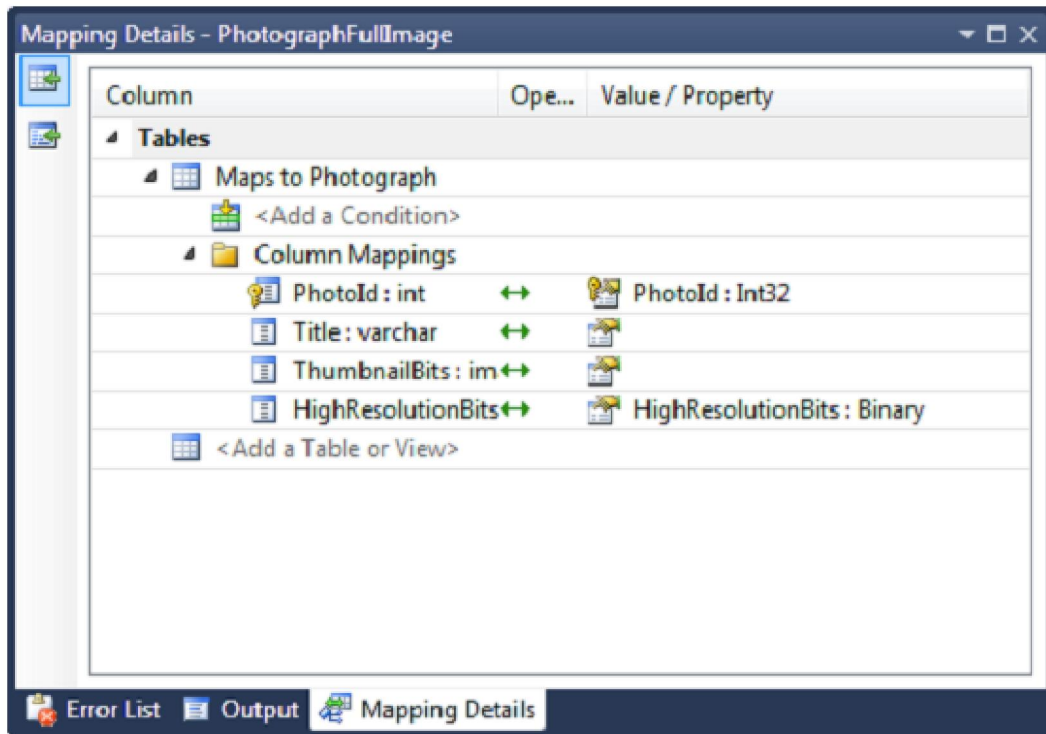 Mapping Details - PhotographFullImage
Column Ope... Value / Property
Tables
Maps to Photograph
<Add a Condition>
Column Mappings
PhotoId : int PhotoId : Int32
Title : varchar
ThumbnailBits : im
HighResolutionBits HighResolutionBits : Binary
<Add a Table or View>
Error List Output Mapping Details